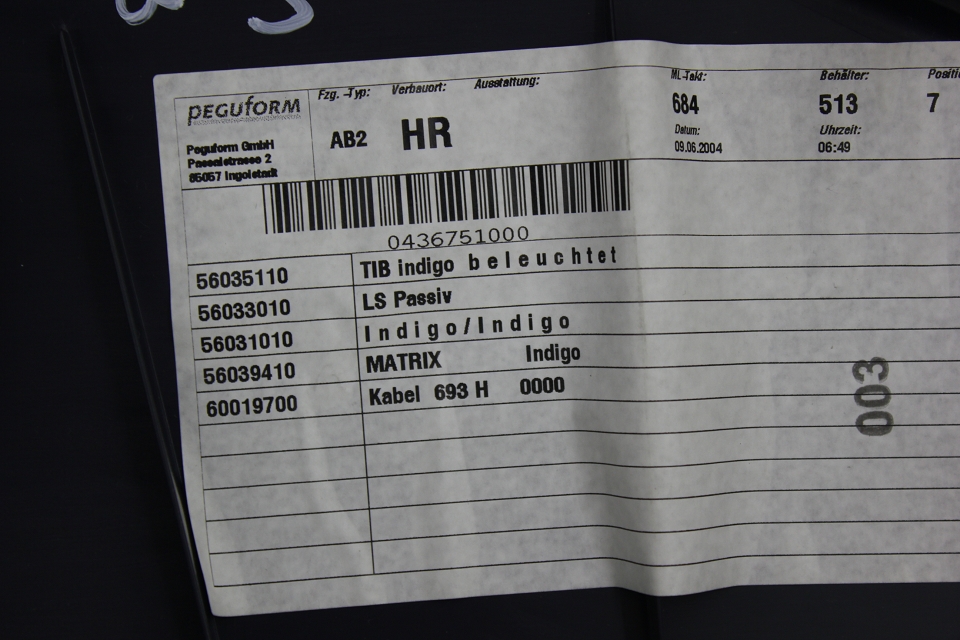 PEGUFORM
Peguform GmbH
Passalstrasse 2
85057 Ingolstadt
Fzg. -Typ: Verbauort: Ausstattung:
AB2 HR
ML-Takt: Behälter:
684 513 7
Datum: Uhrzeit:
09.06.2004 06:49
0436751000
56035110 TIB indigo beleuchtet
56033010 LS Passiv
56031010 Indigo/Indigo
56039410 MATRIX Indigo
60019700 Kabel 693 H 0000
003